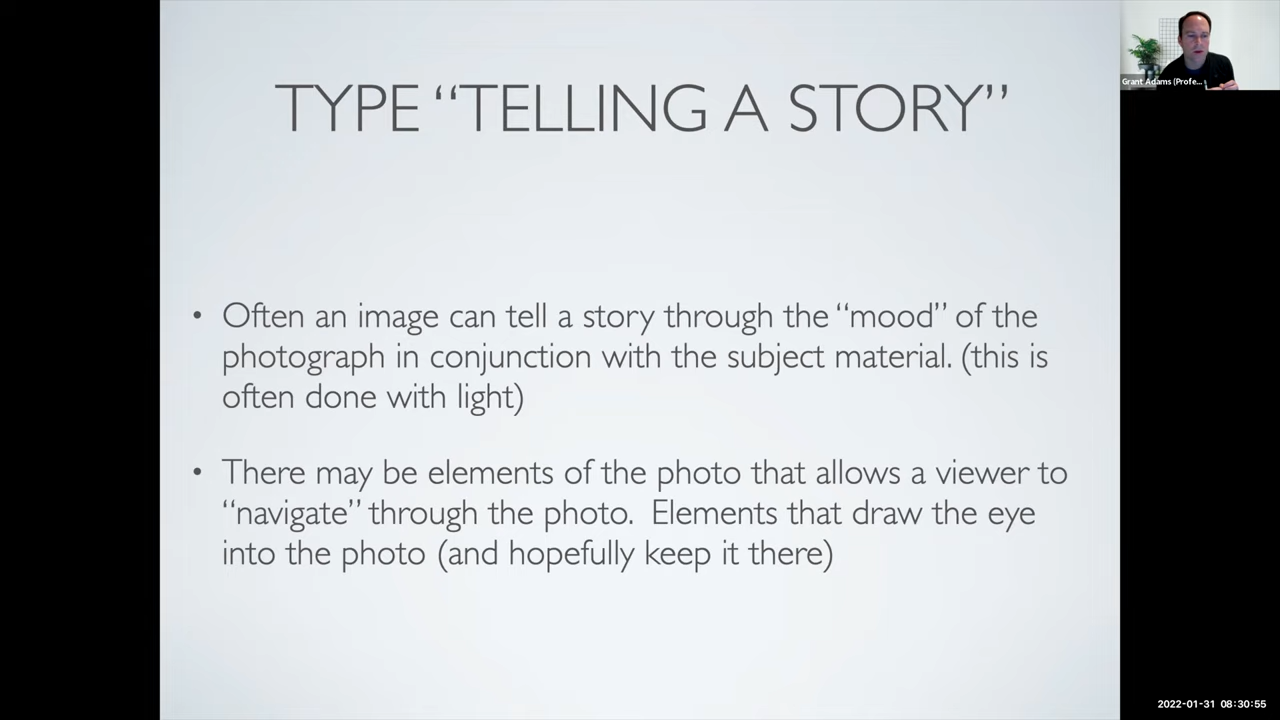 TYPE “TELLING A STORY”
Grant Adams (Profe...
• Often an image can tell a story through the “mood” of the
photograph in conjunction with the subject material. (this is
often done with light)
• There may be elements of the photo that allows a viewer to
“navigate” through the photo.  Elements that draw the eye
into the photo (and hopefully keep it there)
2022-01-31 08:30:55